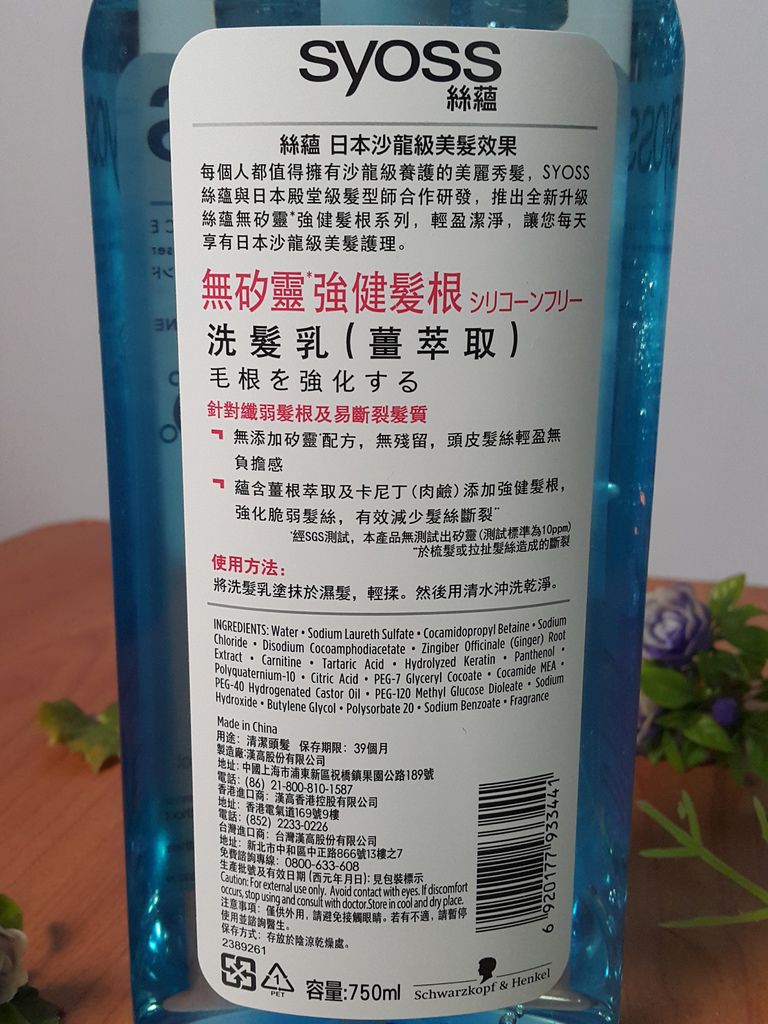 syoss
絲蘊
絲蘊 日本沙龍級美髮效果
每個人都值得擁有沙龍級養護的美麗秀髮，SYOSS
絲蘊與日本殿堂級髮型師合作研發，推出全新升級
絲蘊無矽靈*強健髮根系列，輕盈潔淨，讓您每天
享有日本沙龍級美髮護理。
無矽靈*強健髮根 シリコーンフリー
洗髮乳(薑萃取)
毛根を強化する
針對纖弱髮根及易斷裂髮質
無添加矽靈*配方，無殘留，頭皮髮絲輕盈無
負擔感
蘊含薑根萃取及卡尼丁(肉鹼)添加強健髮根，
強化脆弱髮絲，有效減少髮絲斷裂**
*經SGS測試，本產品無測試出矽靈(測試標準為10ppm)
**於梳髮或拉扯髮絲造成的斷裂
使用方法：
將洗髮乳塗抹於濕髮，輕揉。然後用清水沖洗乾淨。
INGREDIENTS: Water • Sodium Laureth Sulfate • Cocamidopropyl Betaine • Sodium
Chloride • Disodium Cocoamphodiacetate • Zingiber Officinale (Ginger) Root
Extract • Carnitine • Tartaric Acid • Hydrolyzed Keratin • Panthenol •
Polyquaternium-10 • Citric Acid • PEG-7 Glyceryl Cocoate • Cocamide MEA •
PEG-40 Hydrogenated Castor Oil • PEG-120 Methyl Glucose Dioleate • Sodium
Hydroxide • Butylene Glycol • Polysorbate 20 • Sodium Benzoate • Fragrance
Made in China
用途：清潔頭髮 保存期限：39個月
製造廠:漢高股份有限公司
地址：中國上海市浦東新區祝橋鎮果園公路189號
電話：(86) 21-800-810-1587
香港進口商：漢高香港控股有限公司
地址：香港電氣道169號9樓
電話：(852) 2233-0226
台灣進口商：台灣漢高股份有限公司
地址：新北市中和區中正路866號13樓之7
免費諮詢專線：0800-633-608
生產批號及有效日期(西元年月日)：見包裝標示
Caution: For external use only. Avoid contact with eyes. If discomfort
occurs, stop using and consult with doctor.Store in cool and dry place.
注意事項：僅供外用，請避免接觸眼睛。若有不適，請暫停
使用並諮詢醫生。
保存方式：存放於陰涼乾燥處。
2389261
6 920177 933441
1
PET
容量:750ml
Schwarzkopf & Henkel